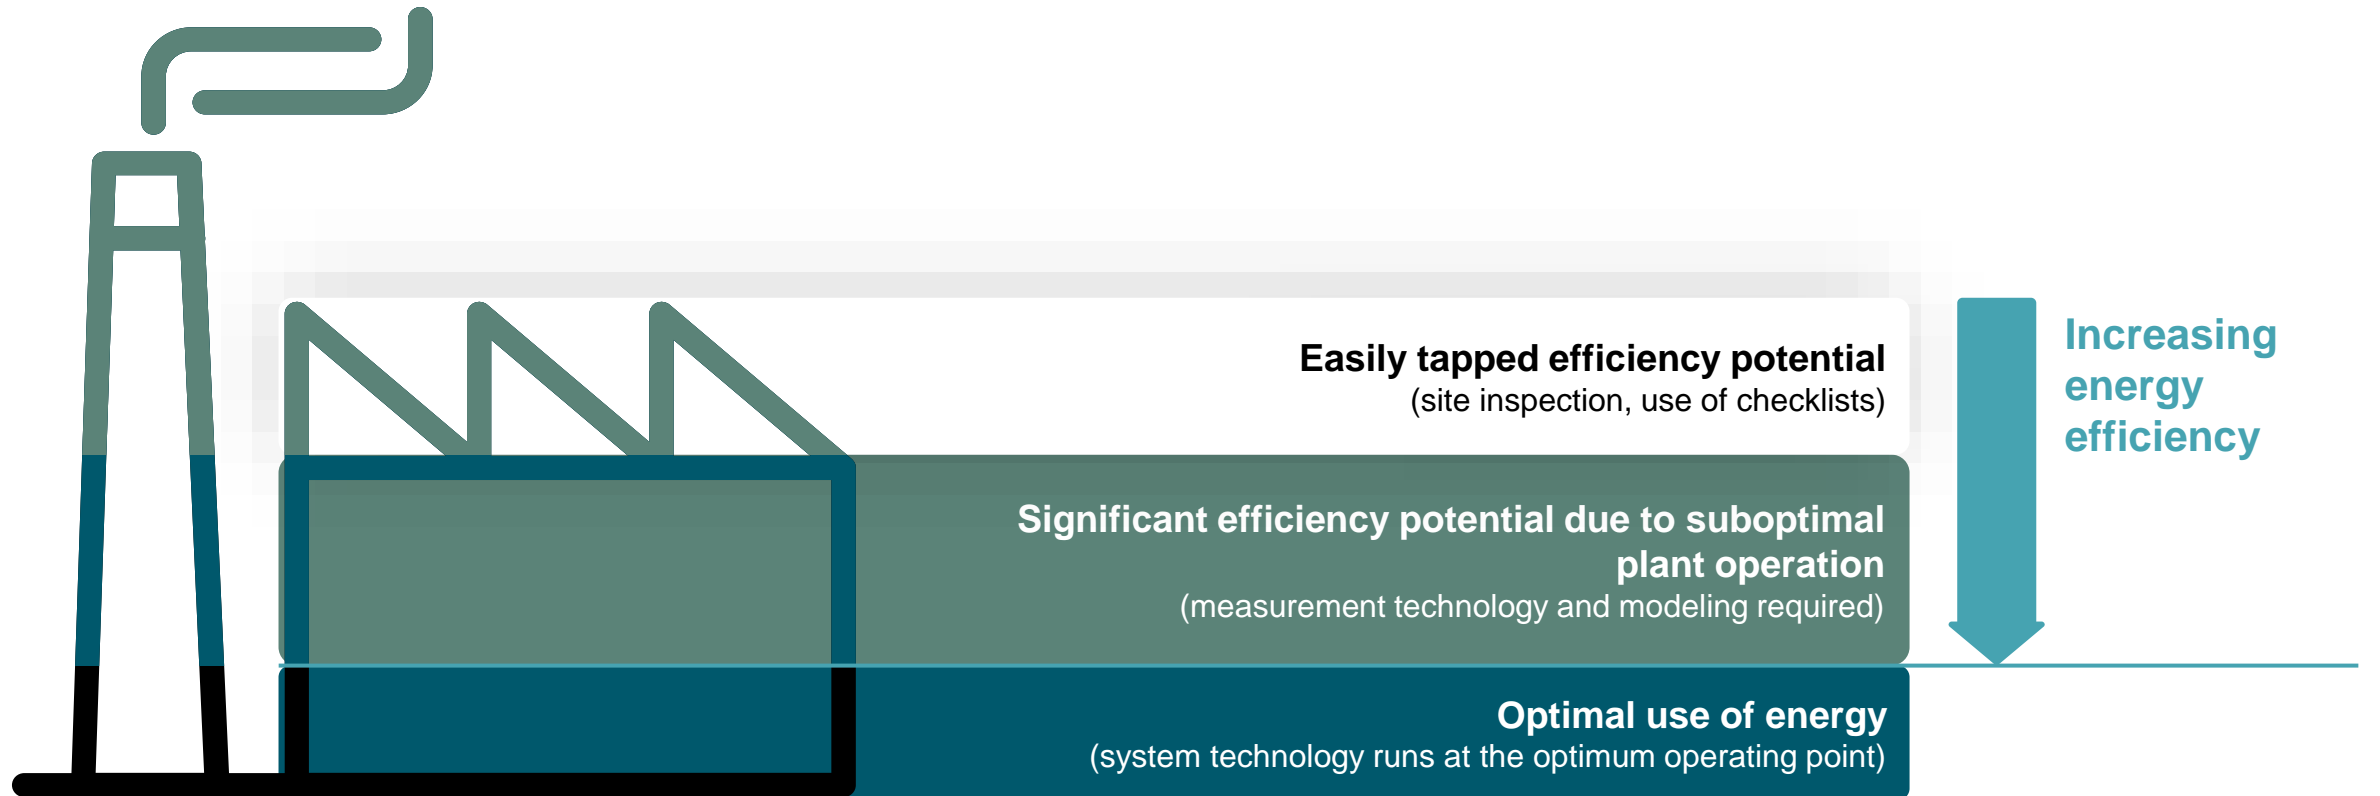 Easily tapped efficiency potential
(site inspection, use of checklists)
Increasing
energy
efficiency
Significant efficiency potential due to suboptimal
plant operation
(measurement technology and modeling required)
Optimal use of energy
(system technology runs at the optimum operating point)